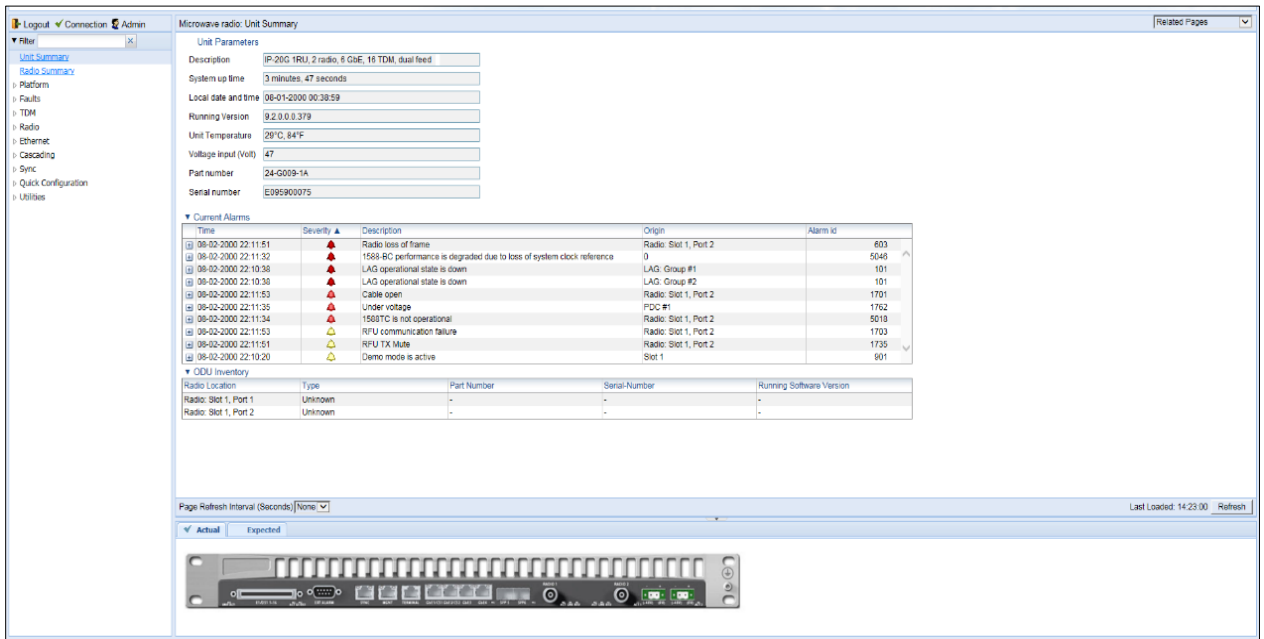 Logout Connection Admin
Filter
Unit Summary
Radio Summary
Platform
Faults
TDM
Radio
Ethernet
Cascading
Sync
Quick Configuration
Utilities
Microwave radio: Unit Summary
Related Pages
Unit Parameters
Description IP-20G 1RU, 2 radio, 6 GbE, 16 TDM, dual feed
System up time 3 minutes, 47 seconds
Local date and time 08-01-2000 00:38:59
Running Version 9.2.0.0.0.379
Unit Temperature 29°C, 84°F
Voltage input (Volt) 47
Part number 24-G009-1A
Serial number E095900075
Current Alarms
Time Severity Description Origin Alarm id
08-02-2000 22:11:51 Radio loss of frame Radio: Slot 1, Port 2 603
08-02-2000 22:11:32 1588-BC performance is degraded due to loss of system clock reference 0 5046
08-02-2000 22:10:38 LAG operational state is down LAG: Group #1 101
08-02-2000 22:10:38 LAG operational state is down LAG: Group #2 101
08-02-2000 22:11:53 Cable open Radio: Slot 1, Port 2 1701
08-02-2000 22:11:35 Under voltage PDC #1 1762
08-02-2000 22:11:34 1588TC is not operational Radio: Slot 1, Port 2 5018
08-02-2000 22:11:53 RFU communication failure Radio: Slot 1, Port 2 1703
08-02-2000 22:11:51 RFU TX Mute Radio: Slot 1, Port 2 1735
08-02-2000 22:10:20 Demo mode is active Slot 1 901
ODU Inventory
Radio Location Type Part Number Serial-Number Running Software Version
Radio: Slot 1, Port 1 Unknown - - -
Radio: Slot 1, Port 2 Unknown - - -
Page Refresh Interval (Seconds) None
Last Loaded: 14:23:00 Refresh
Actual Expected
RADIO 1 RADIO 2
EXT ALARM SYNC MGMT TERMINAL